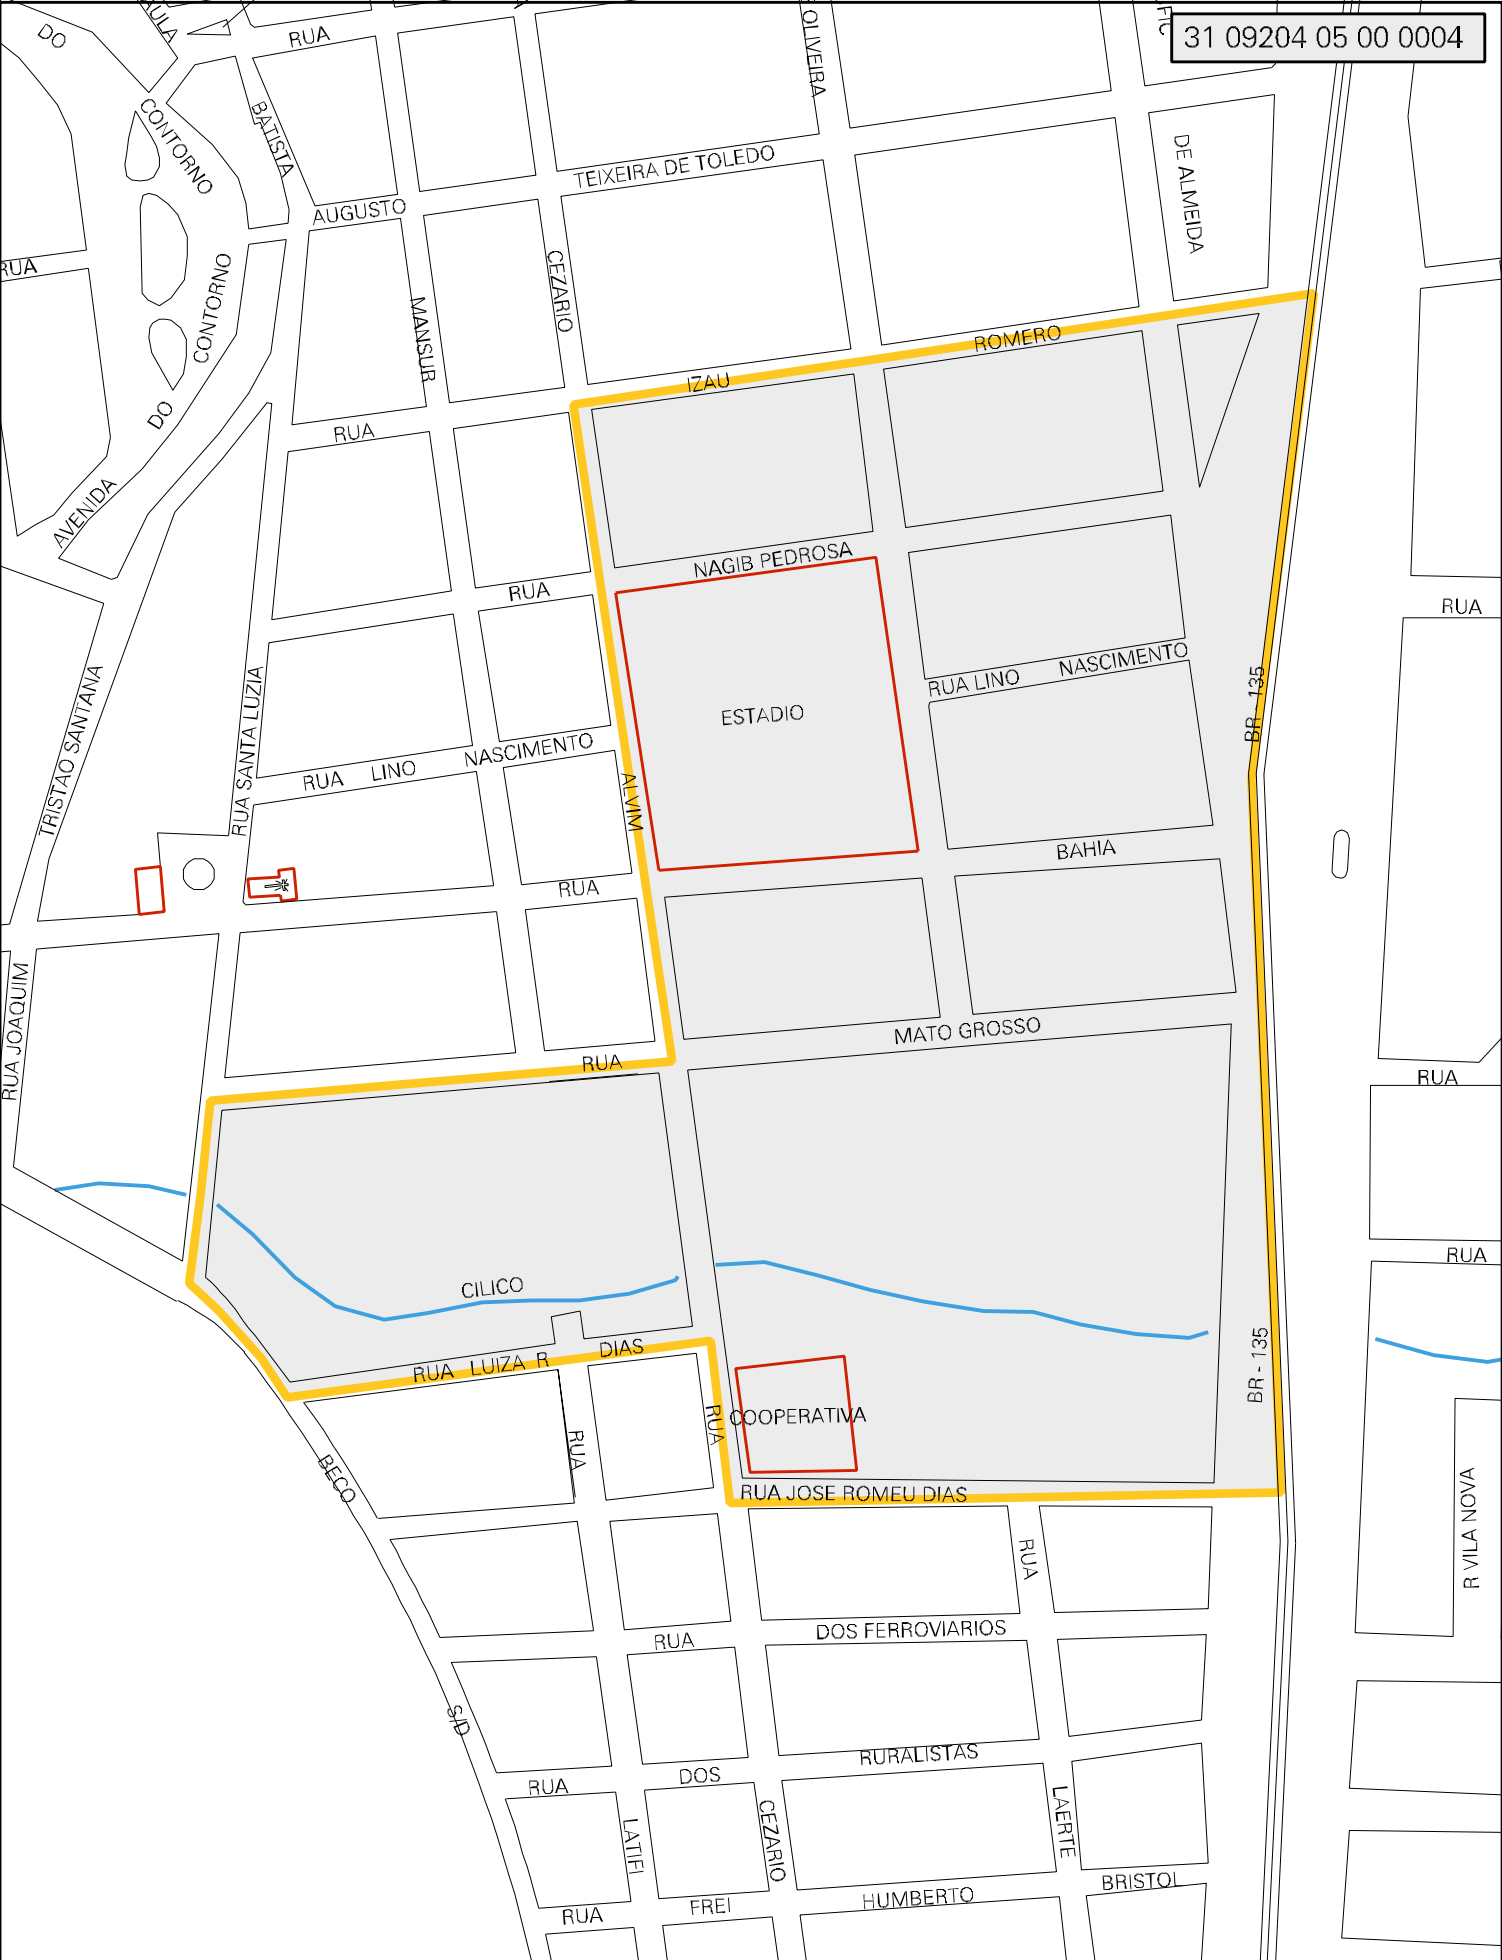 DO
AULA
RUA
OLIVEIRA
FIC
31 09204 05 00 0004
CONTORNO
BATISTA
DE ALMEIDA
TEIXEIRA DE TOLEDO
AUGUSTO
RUA
CONTORNO
CEZARIO
MANSUR
ROMERO
IZAU
DO
RUA
AVENIDA
NAGIB PEDROSA
RUA
RUA
RUA LINO NASCIMENTO
TRISTAO SANTANA
RUA SANTA LUZIA
BR - 135
ESTADIO
RUA LINO NASCIMENTO
ALVIM
BAHIA
RUA
RUA JOAQUIM
MATO GROSSO
RUA
RUA
RUA
CILICO
RUA LUIZA R DIAS
BR - 135
RUA
COOPERATIVA
RUA
BECO
RUA JOSE ROMEU DIAS
R VILA NOVA
RUA
DOS FERROVIARIOS
RUA
S/D
RURALISTAS
DOS
RUA
LATIFI
CEZARIO
LAERTE
BRISTOL
HUMBERTO
FREI
RUA